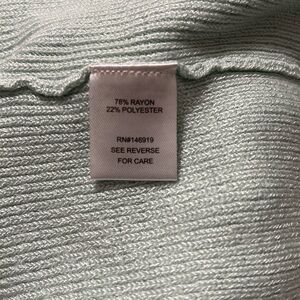 78% RAYON
22% POLYESTER
RN#146919
SEE REVERSE
FOR CARE